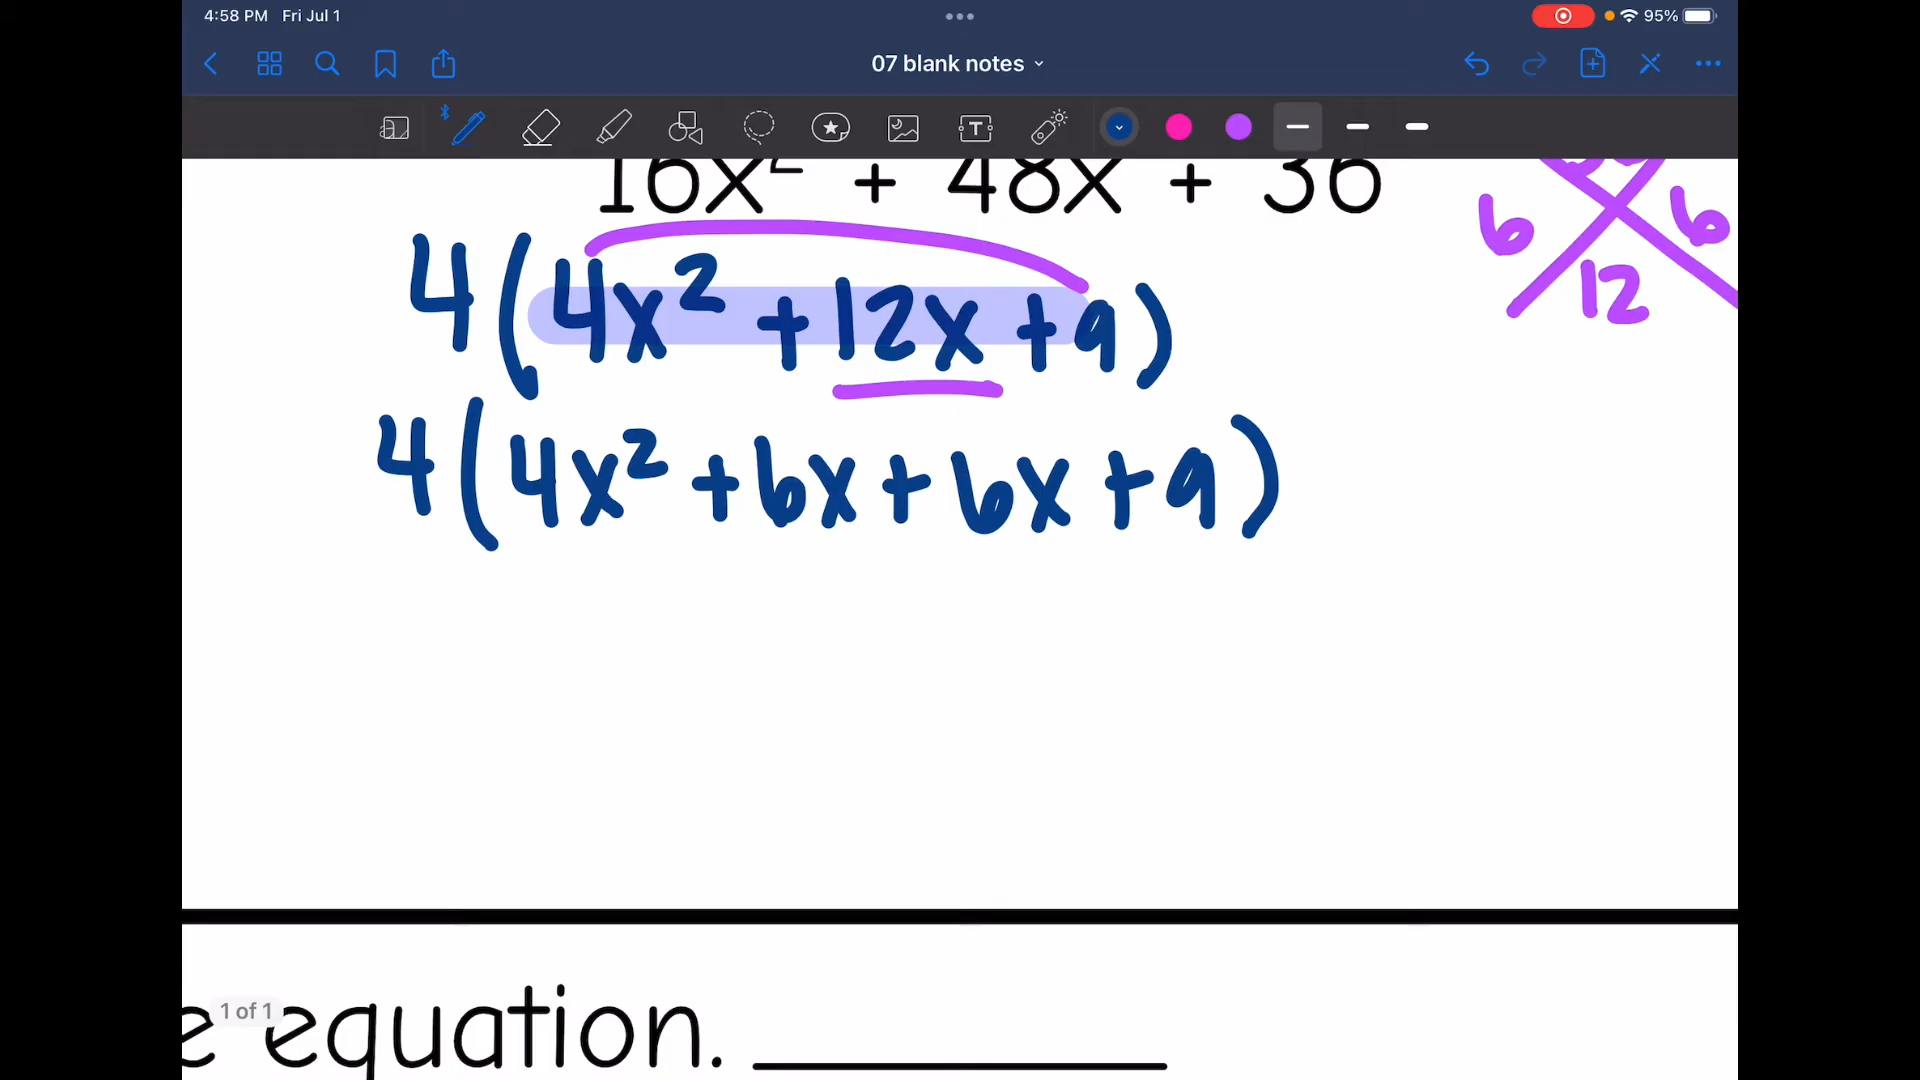 4:58 PM Fri Jul 1
95%
07 blank notes
16x² + 48x + 36
6 6
12
4(4x² + 12x + 9)
4(4x² + 6x + 6x + 9)
1 of 1
e equation. ________